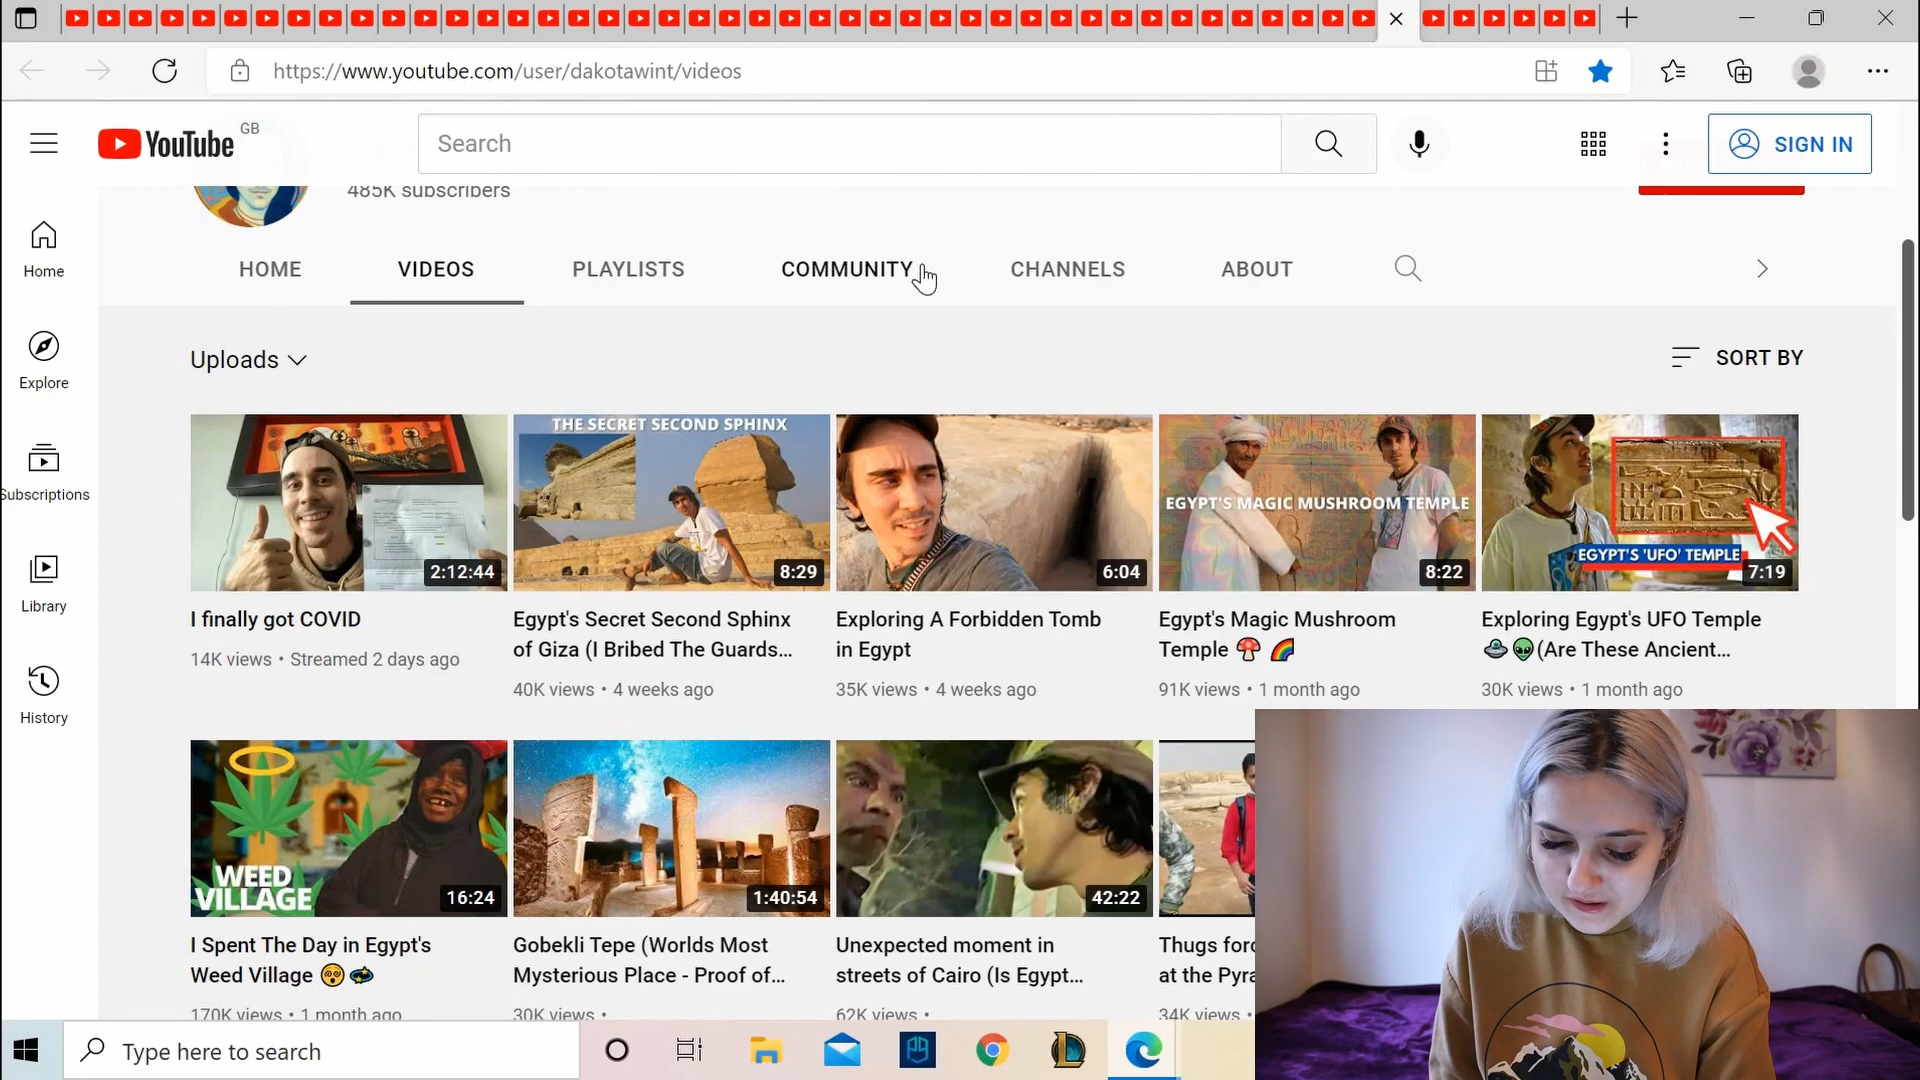 https://www.youtube.com/user/dakotawint/videos
YouTube GB
Search
SIGN IN
485K subscribers
HOME
VIDEOS
PLAYLISTS
COMMUNITY
CHANNELS
ABOUT
Home
Explore
Subscriptions
Library
History
Uploads
SORT BY
2:12:44
THE SECRET SECOND SPHINX
8:29
6:04
EGYPT'S MAGIC MUSHROOM TEMPLE
8:22
EGYPT'S 'UFO' TEMPLE
7:19
I finally got COVID
14K views • Streamed 2 days ago
Egypt's Secret Second Sphinx
of Giza (I Bribed The Guards...
40K views • 4 weeks ago
Exploring A Forbidden Tomb
in Egypt
35K views • 4 weeks ago
Egypt's Magic Mushroom
Temple 🍄 🌈
91K views • 1 month ago
Exploring Egypt's UFO Temple
🛸👽(Are These Ancient...
30K views • 1 month ago
WEED
VILLAGE
16:24
1:40:54
42:22
I Spent The Day in Egypt's
Weed Village 😵 💫
170K views • 1 month ago
Gobekli Tepe (Worlds Most
Mysterious Place - Proof of...
30K views •
Unexpected moment in
streets of Cairo (Is Egypt...
62K views •
Thugs forc
at the Pyra
34K views •
Type here to search